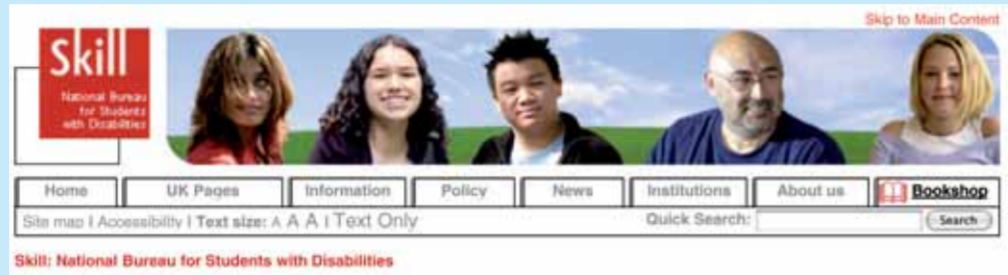 Skip to Main Content
Skill
National Bureau
for Students
with Disabilities
Home UK Pages Information Policy News Institutions About us Bookshop
Site map | Accessibility | Text size: A A A | Text Only Quick Search: Search
Skill: National Bureau for Students with Disabilities